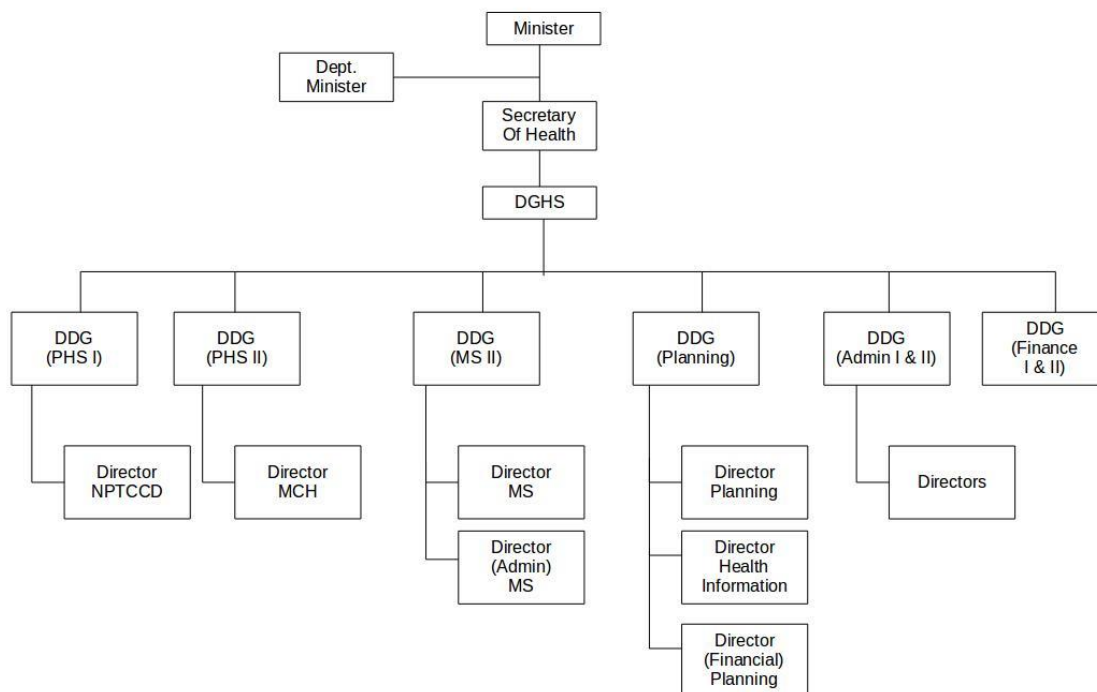 Minister
Dept.
Minister
Secretary
Of Health
DGHS
DDG
(PHS I)
DDG
(PHS II)
DDG
(MS II)
DDG
(Planning)
DDG
(Admin I & II)
DDG
(Finance
I & II)
Director
NPTCCD
Director
MCH
Director
MS
Director
Planning
Directors
Director
(Admin)
MS
Director
Health
Information
Director
(Financial)
Planning